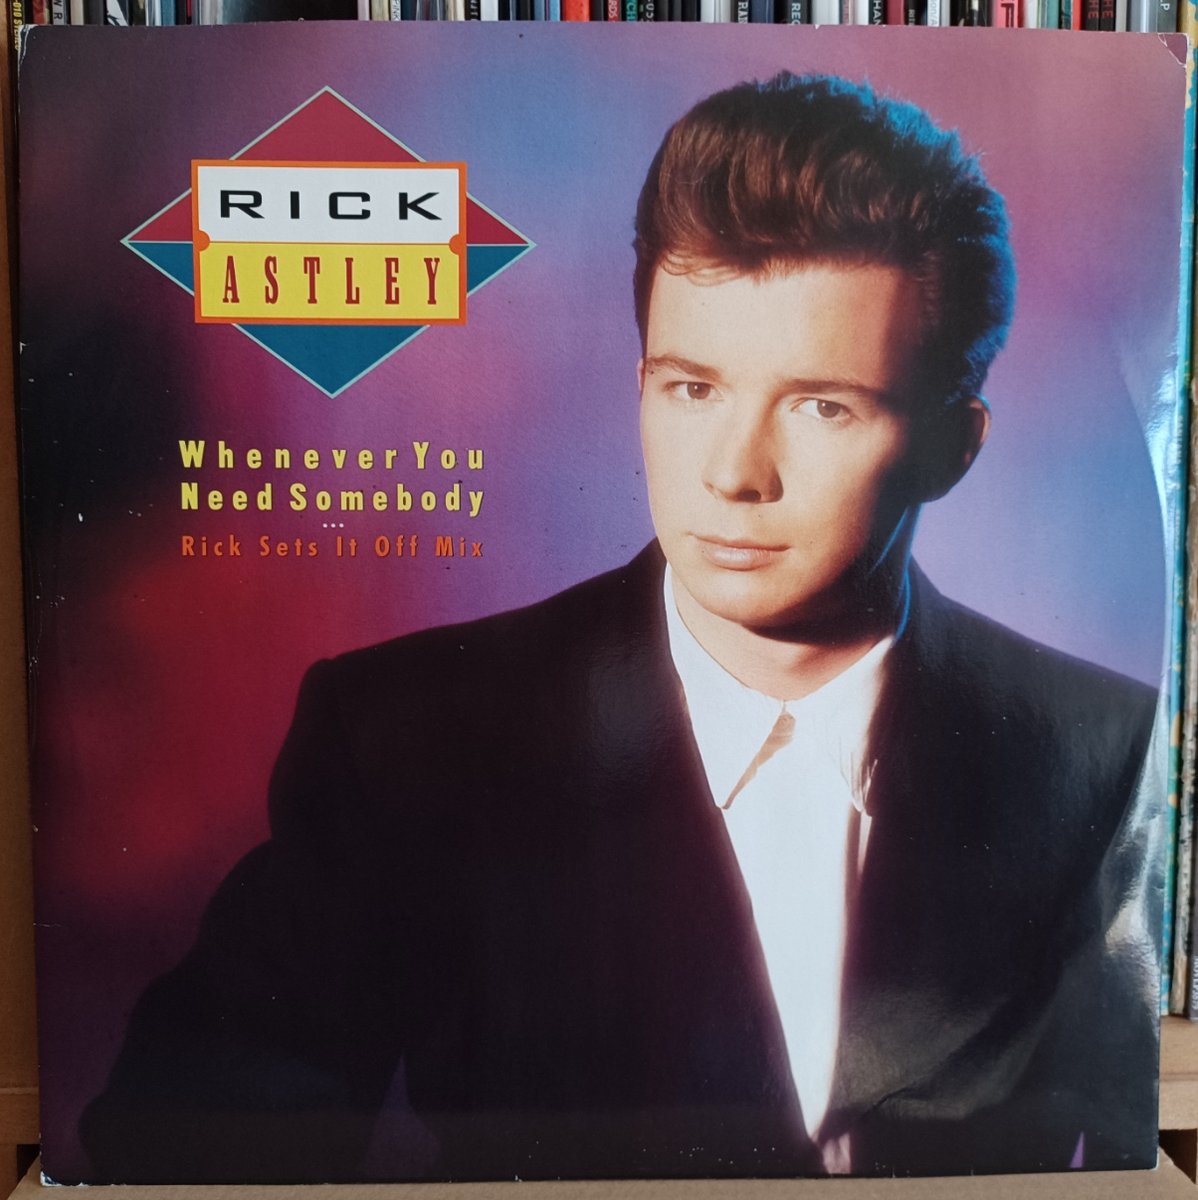 RICK
ASTLEY
Whenever You
Need Somebody
...
Rick Sets It Off Mix